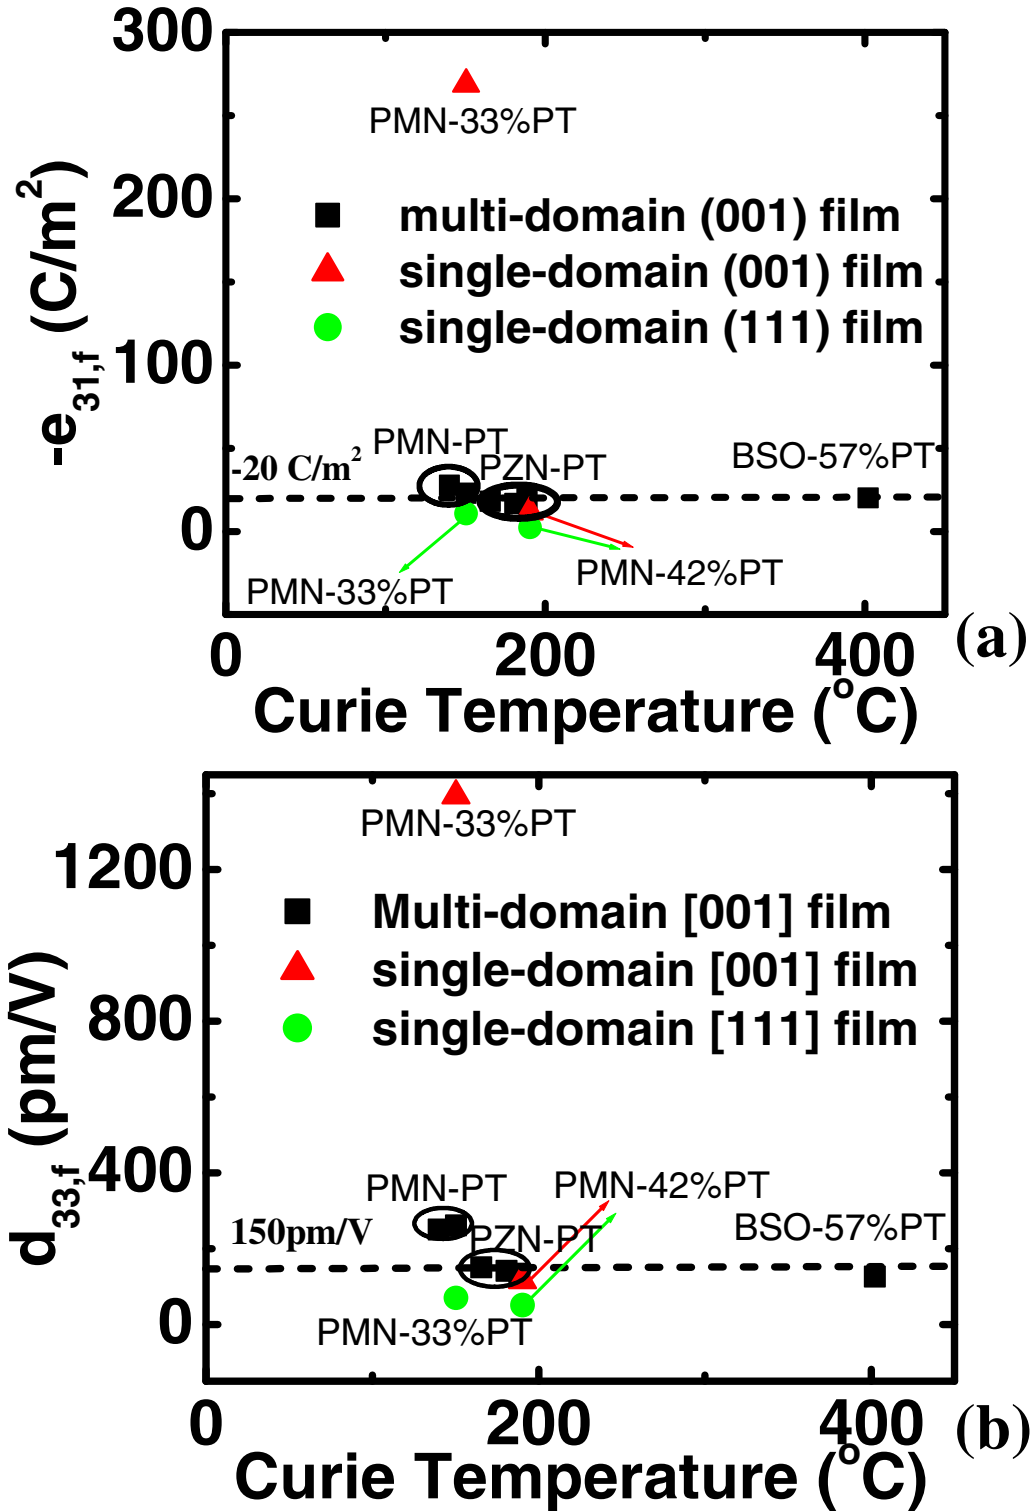 300
PMN-33%PT
200
multi-domain (001) film
single-domain (001) film
single-domain (111) film
100
PMN-PT
-20 C/m²
PZN-PT
BSO-57%PT
0
PMN-33%PT
PMN-42%PT
-e31,f (C/m²)
0 200 400
(a)
Curie Temperature (°C)
PMN-33%PT
1200
Multi-domain [001] film
single-domain [001] film
single-domain [111] film
800
400
PMN-PT
PMN-42%PT
150pm/V
PZN-PT
BSO-57%PT
0
PMN-33%PT
d33,f (pm/V)
0 200 400
(b)
Curie Temperature (°C)